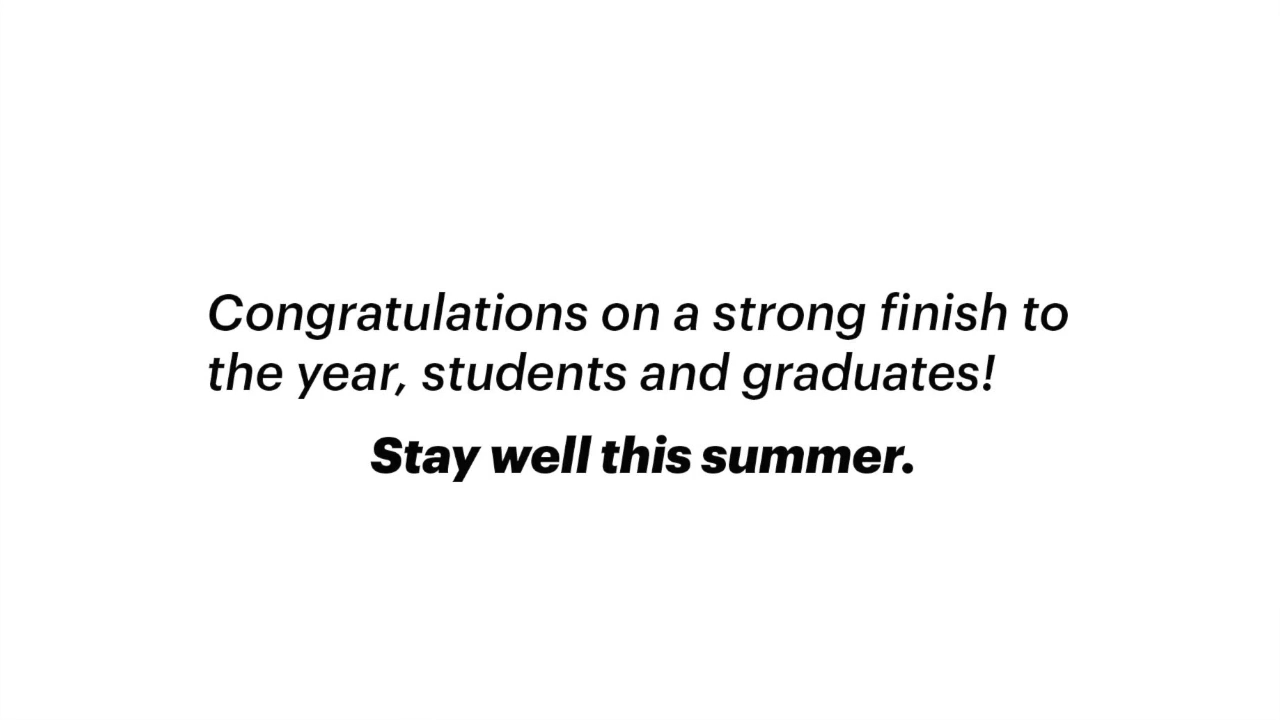 Congratulations on a strong finish to
the year, students and graduates!
Stay well this summer.